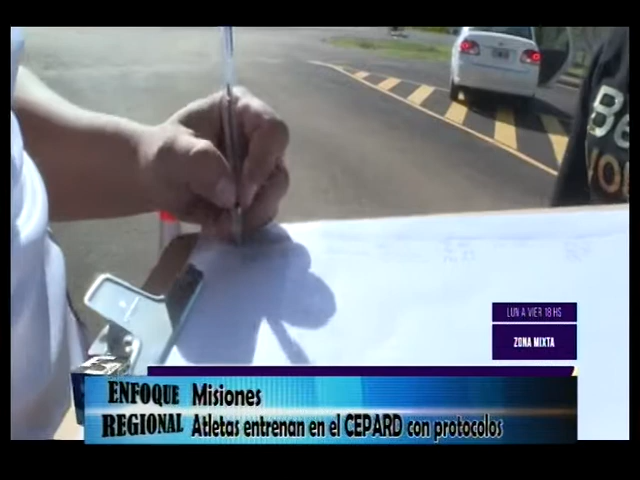 LUN A VIER 18 HS
ZONA MIXTA
ENFOQUE
REGIONAL
Misiones
Atletas entrenan en el CEPARD con protocolos